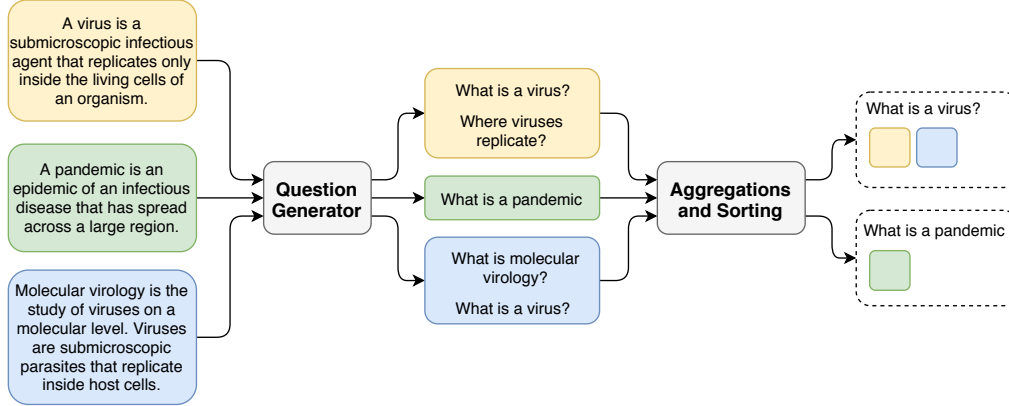 A virus is a
submicroscopic infectious
agent that replicates only
inside the living cells of
an organism.
A pandemic is an
epidemic of an infectious
disease that has spread
across a large region.
Molecular virology is the
study of viruses on a
molecular level. Viruses
are submicroscopic
parasites that replicate
inside host cells.
Question
Generator
What is a virus?
Where viruses
replicate?
What is a pandemic
What is molecular
virology?
What is a virus?
Aggregations
and Sorting
What is a virus?
What is a pandemic